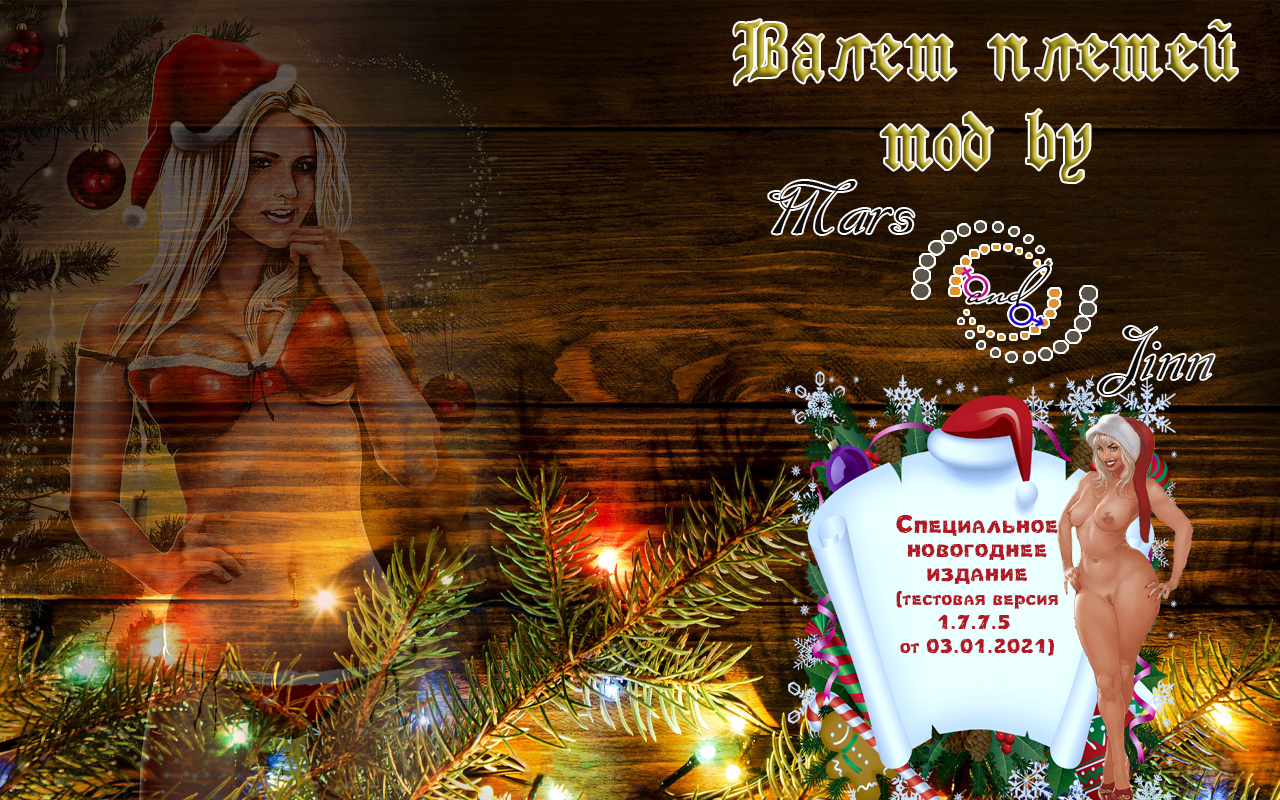 Валет плетей
mod by
Mars
and
Jinn
Специальное
новогоднее
издание
(тестовая версия
1.7.7.5
от 03.01.2021)